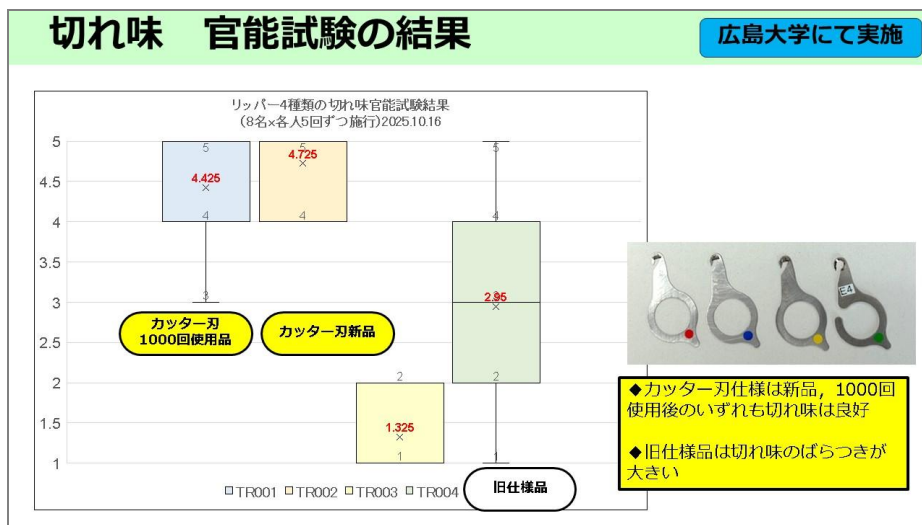 切れ味　官能試験の結果
広島大学にて実施
リッパー4種類の切れ味官能試験結果
（8名×各人5回ずつ施行）2025.10.16
5
4.5
4
3.5
3
2.5
2
1.5
1
5
4.425
4
3
5
4.725
4
2
1.325
1
5
4
3
2.95
2
1
カッター刃
1000回使用品
カッター刃新品
旧仕様品
TR001 TR002 TR003 TR004
E4
◆カッター刃仕様は新品，1000回
使用後のいずれも切れ味は良好
◆旧仕様品は切れ味のばらつきが
大きい